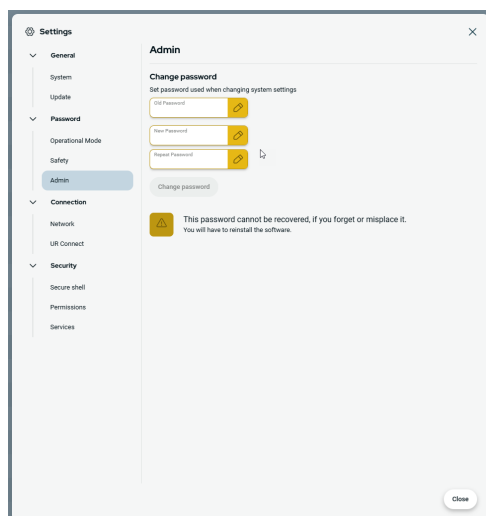 Settings
General
System
Update
Password
Operational Mode
Safety
Admin
Connection
Network
UR Connect
Security
Secure shell
Permissions
Services
Admin
Change password
Set password used when changing system settings
Old Password
New Password
Repeat Password
Change password
This password cannot be recovered, if you forget or misplace it.
You will have to reinstall the software.
Close